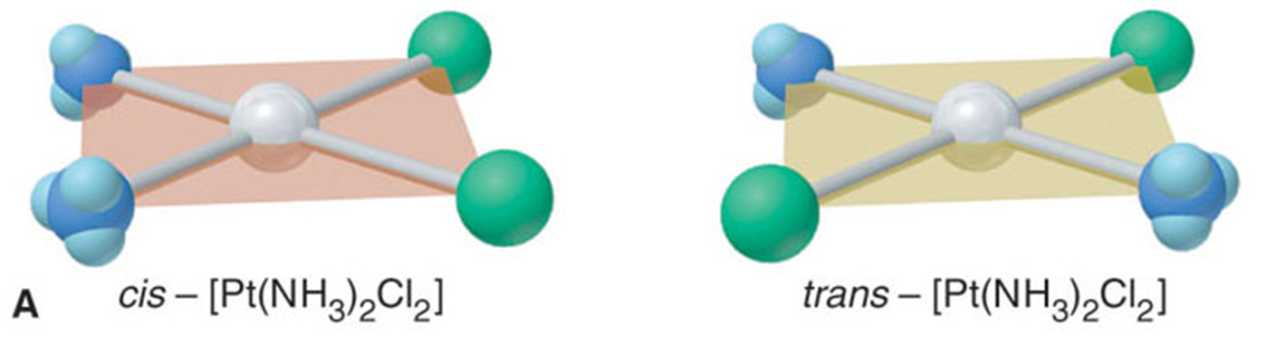 A cis – [Pt(NH₃)₂Cl₂] trans – [Pt(NH₃)₂Cl₂]